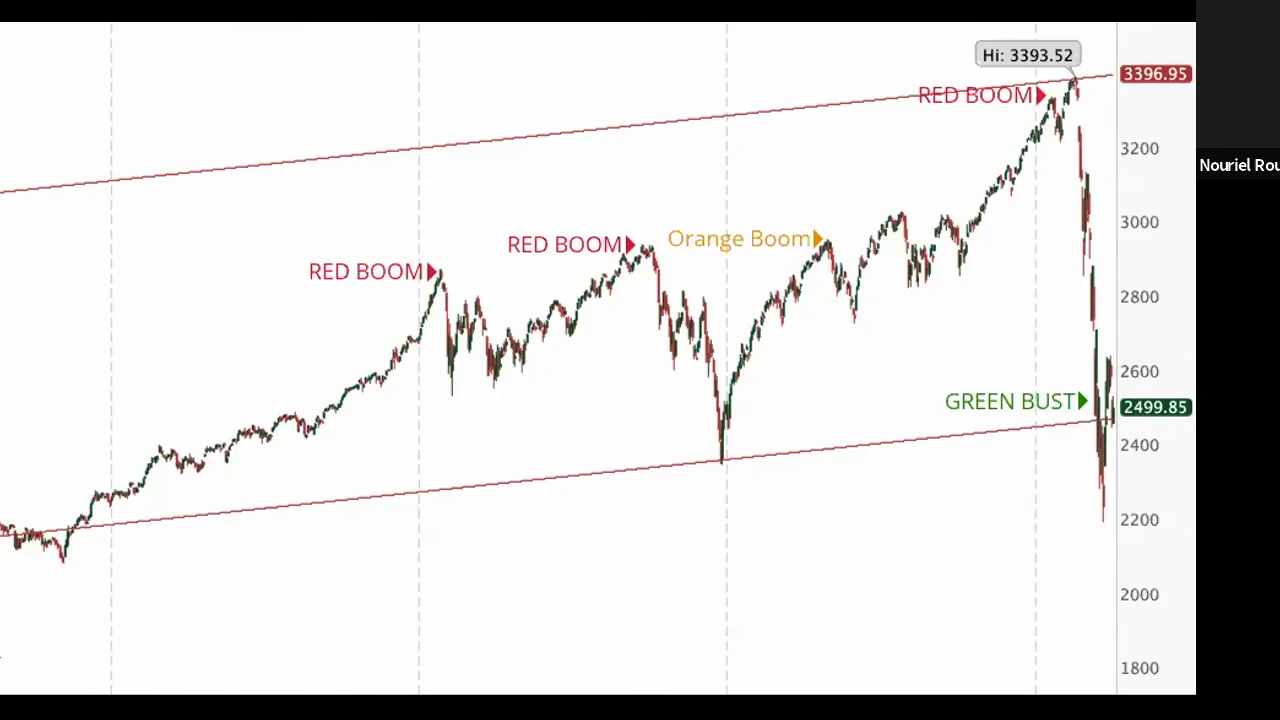 Hi: 3393.52
3396.95
RED BOOM
Nouriel Rou
3200
3000
RED BOOM
Orange Boom
RED BOOM
2800
2600
GREEN BUST
2499.85
2400
2200
2000
1800